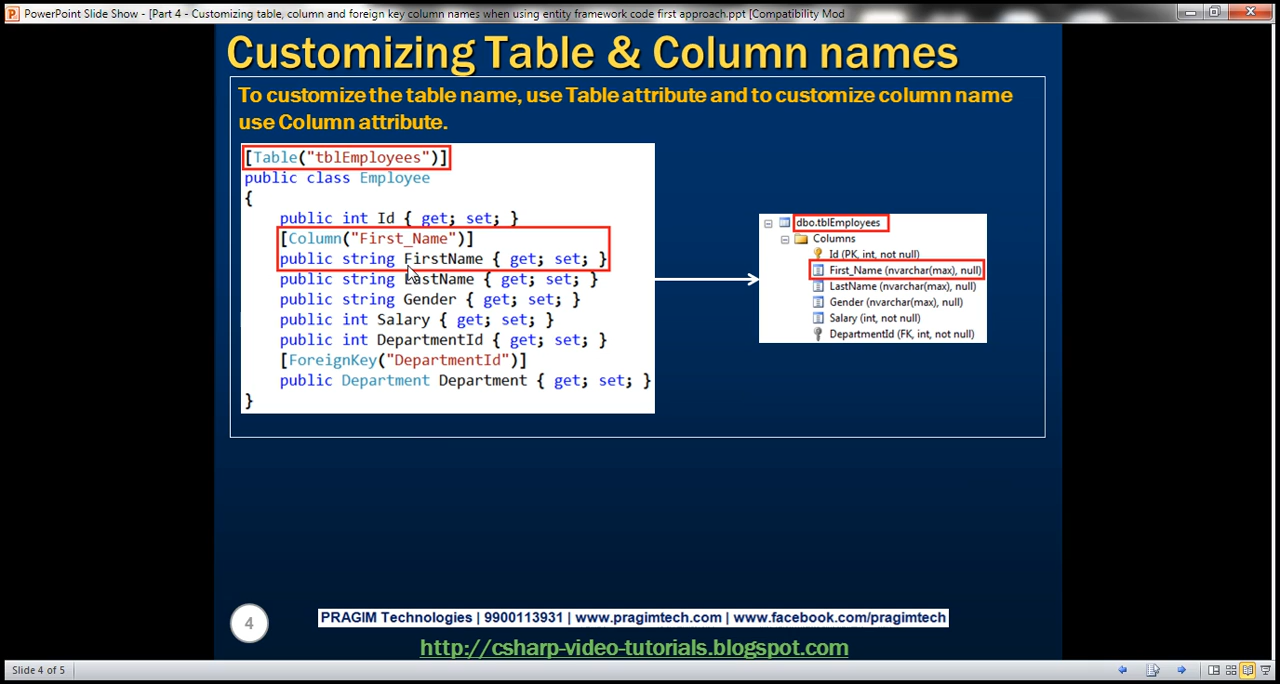 PowerPoint Slide Show - [Part 4 - Customizing table, column and foreign key column names when using entity framework code first approach.ppt [Compatibility Mod
Customizing Table & Column names
To customize the table name, use Table attribute and to customize column name
use Column attribute.
[Table("tblEmployees")]
public class Employee
{
public int Id { get; set; }
[Column("First_Name")]
public string FirstName { get; set; }
public string LastName { get; set; }
public string Gender { get; set; }
public int Salary { get; set; }
public int DepartmentId { get; set; }
[ForeignKey("DepartmentId")]
public Department Department { get; set; }
}
dbo.tblEmployees
Columns
Id (PK, int, not null)
First_Name (nvarchar(max), null)
LastName (nvarchar(max), null)
Gender (nvarchar(max), null)
Salary (int, not null)
DepartmentId (FK, int, not null)
4
PRAGIM Technologies | 9900113931 | www.pragimtech.com | www.facebook.com/pragimtech
http://csharp-video-tutorials.blogspot.com
Slide 4 of 5